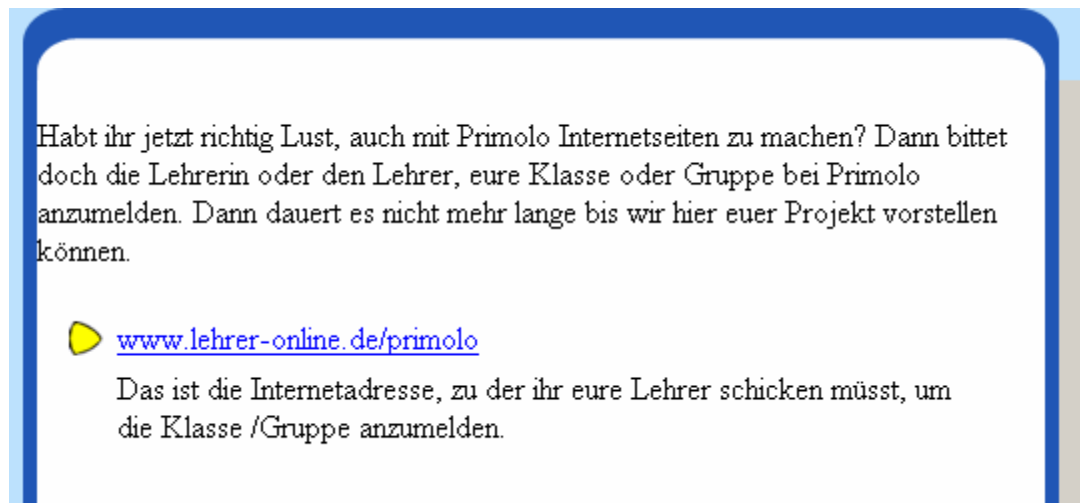 Habt ihr jetzt richtig Lust, auch mit Primolo Internetseiten zu machen? Dann bittet
doch die Lehrerin oder den Lehrer, eure Klasse oder Gruppe bei Primolo
anzumelden. Dann dauert es nicht mehr lange bis wir hier euer Projekt vorstellen
können.
www.lehrer-online.de/primolo
Das ist die Internetadresse, zu der ihr eure Lehrer schicken müsst, um
die Klasse /Gruppe anzumelden.